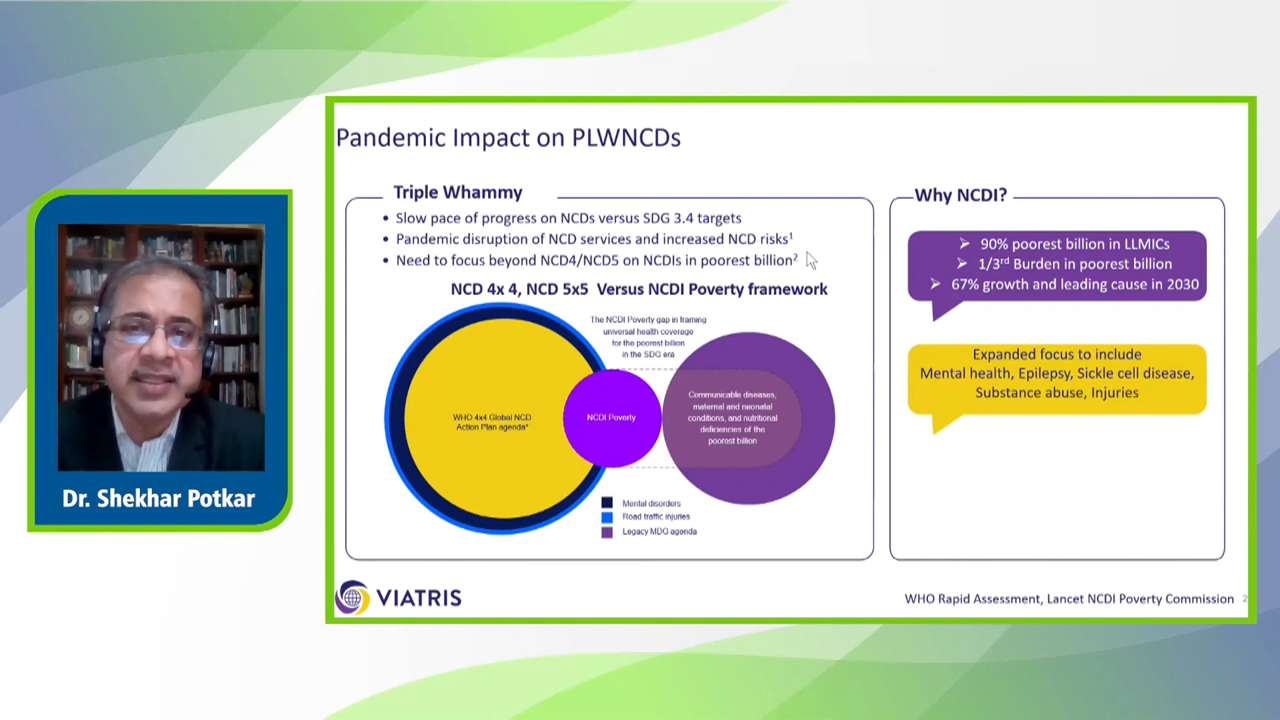 Dr. Shekhar Potkar
Pandemic Impact on PLWNCDs
Triple Whammy
• Slow pace of progress on NCDs versus SDG 3.4 targets
• Pandemic disruption of NCD services and increased NCD risks¹
• Need to focus beyond NCD4/NCD5 on NCDIs in poorest billion²
NCD 4x 4, NCD 5x5 Versus NCDI Poverty framework
The NCDI Poverty gap in framing
universal health coverage
for the poorest billion
in the SDG era
WHO 4x4 Global NCD
Action Plan agenda*
NCDI Poverty
Communicable diseases,
maternal and neonatal
conditions, and nutritional
deficiencies of the
poorest billion
Mental disorders
Road traffic injuries
Legacy MDG agenda
Why NCDI?
➢ 90% poorest billion in LLMICs
➢ 1/3rd Burden in poorest billion
➢ 67% growth and leading cause in 2030
Expanded focus to include
Mental health, Epilepsy, Sickle cell disease,
Substance abuse, Injuries
VIATRIS
WHO Rapid Assessment, Lancet NCDI Poverty Commission
2